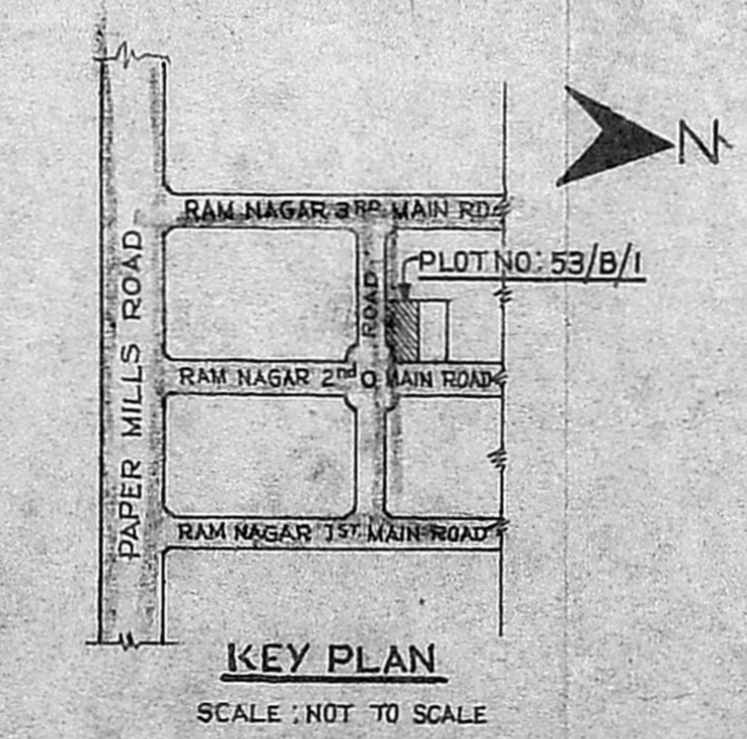 N
RAM NAGAR 3RD MAIN RD.
PLOT NO: 53/B/1
ROAD
RAM NAGAR 2nd O MAIN ROAD
PAPER MILLS ROAD
RAM NAGAR 1ST MAIN ROAD
KEY PLAN
SCALE : NOT TO SCALE